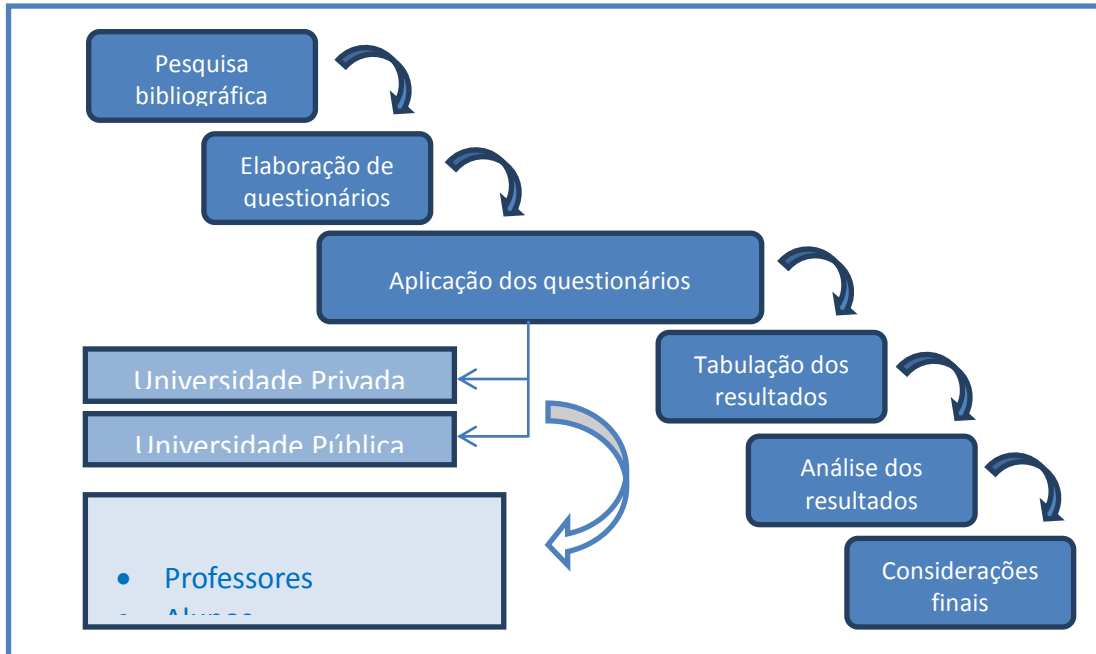 Pesquisa
bibliográfica
Elaboração de
questionários
Aplicação dos questionários
Universidade Privada
Universidade Pública
• Professores
• Alunos
Tabulação dos
resultados
Análise dos
resultados
Considerações
finais